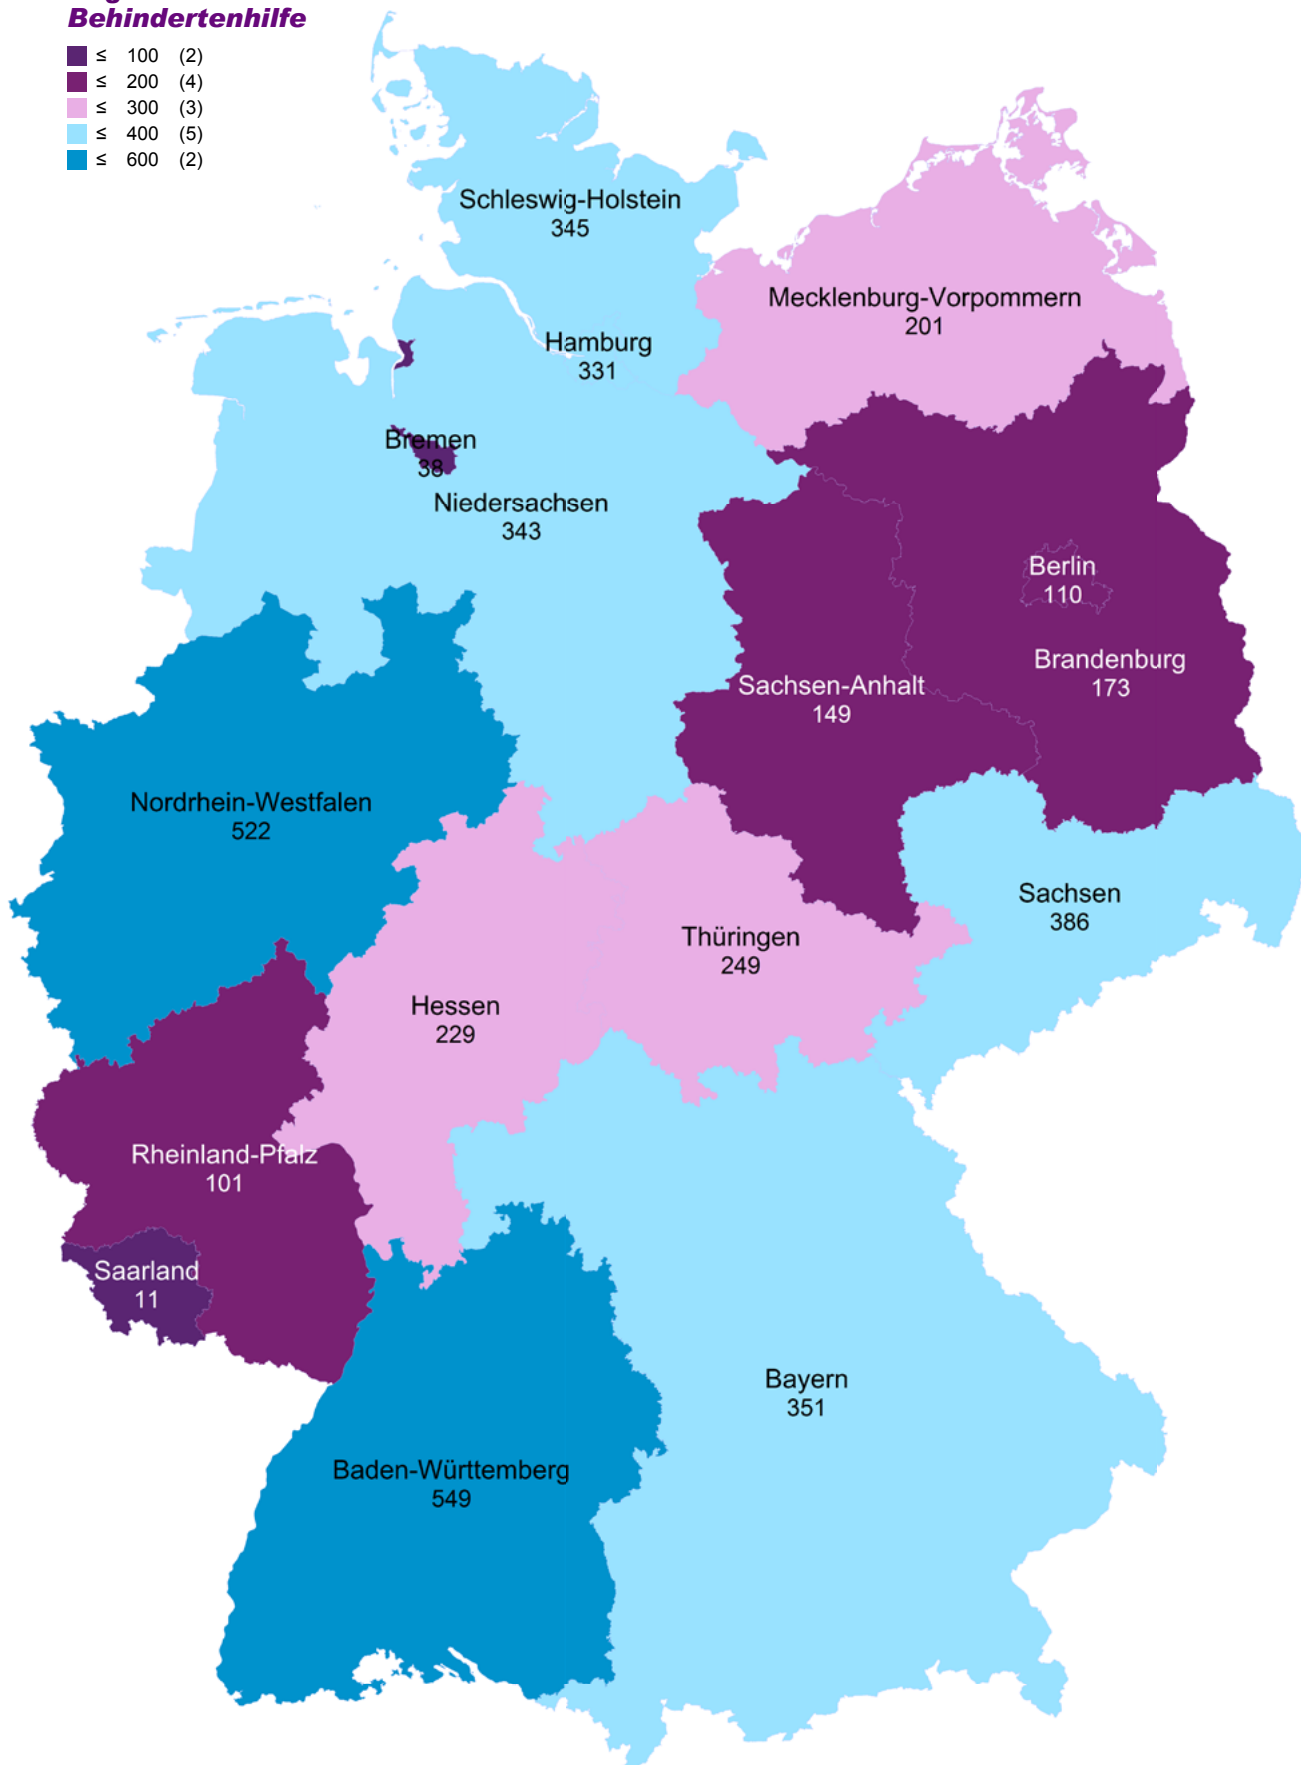 Behindertenhilfe
≤ 100 (2)
≤ 200 (4)
≤ 300 (3)
≤ 400 (5)
≤ 600 (2)
Schleswig-Holstein
345
Mecklenburg-Vorpommern
201
Hamburg
331
Bremen
38
Niedersachsen
343
Berlin
110
Brandenburg
173
Sachsen-Anhalt
149
Nordrhein-Westfalen
522
Sachsen
386
Thüringen
249
Hessen
229
Rheinland-Pfalz
101
Saarland
11
Bayern
351
Baden-Württemberg
549